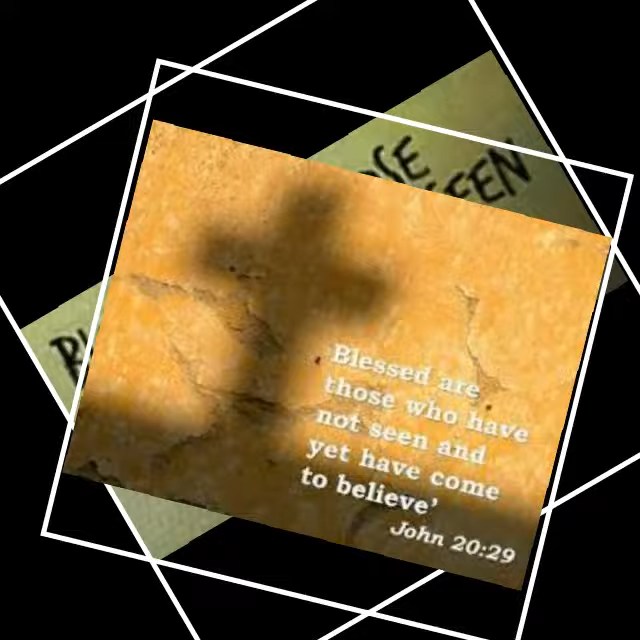 Blessed are
those who have
not seen and
yet have come
to believe’
John 20:29